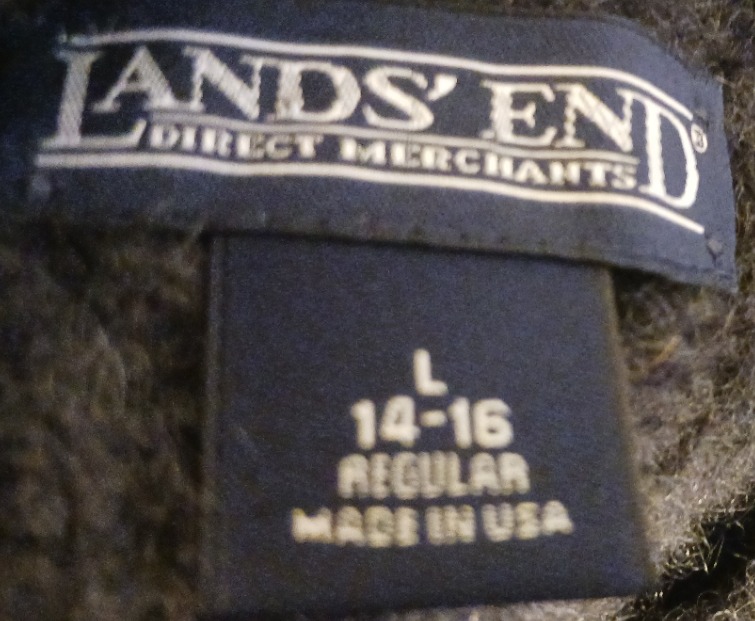 LANDS' END®
DIRECT MERCHANTS
L
14-16
REGULAR
MADE IN USA